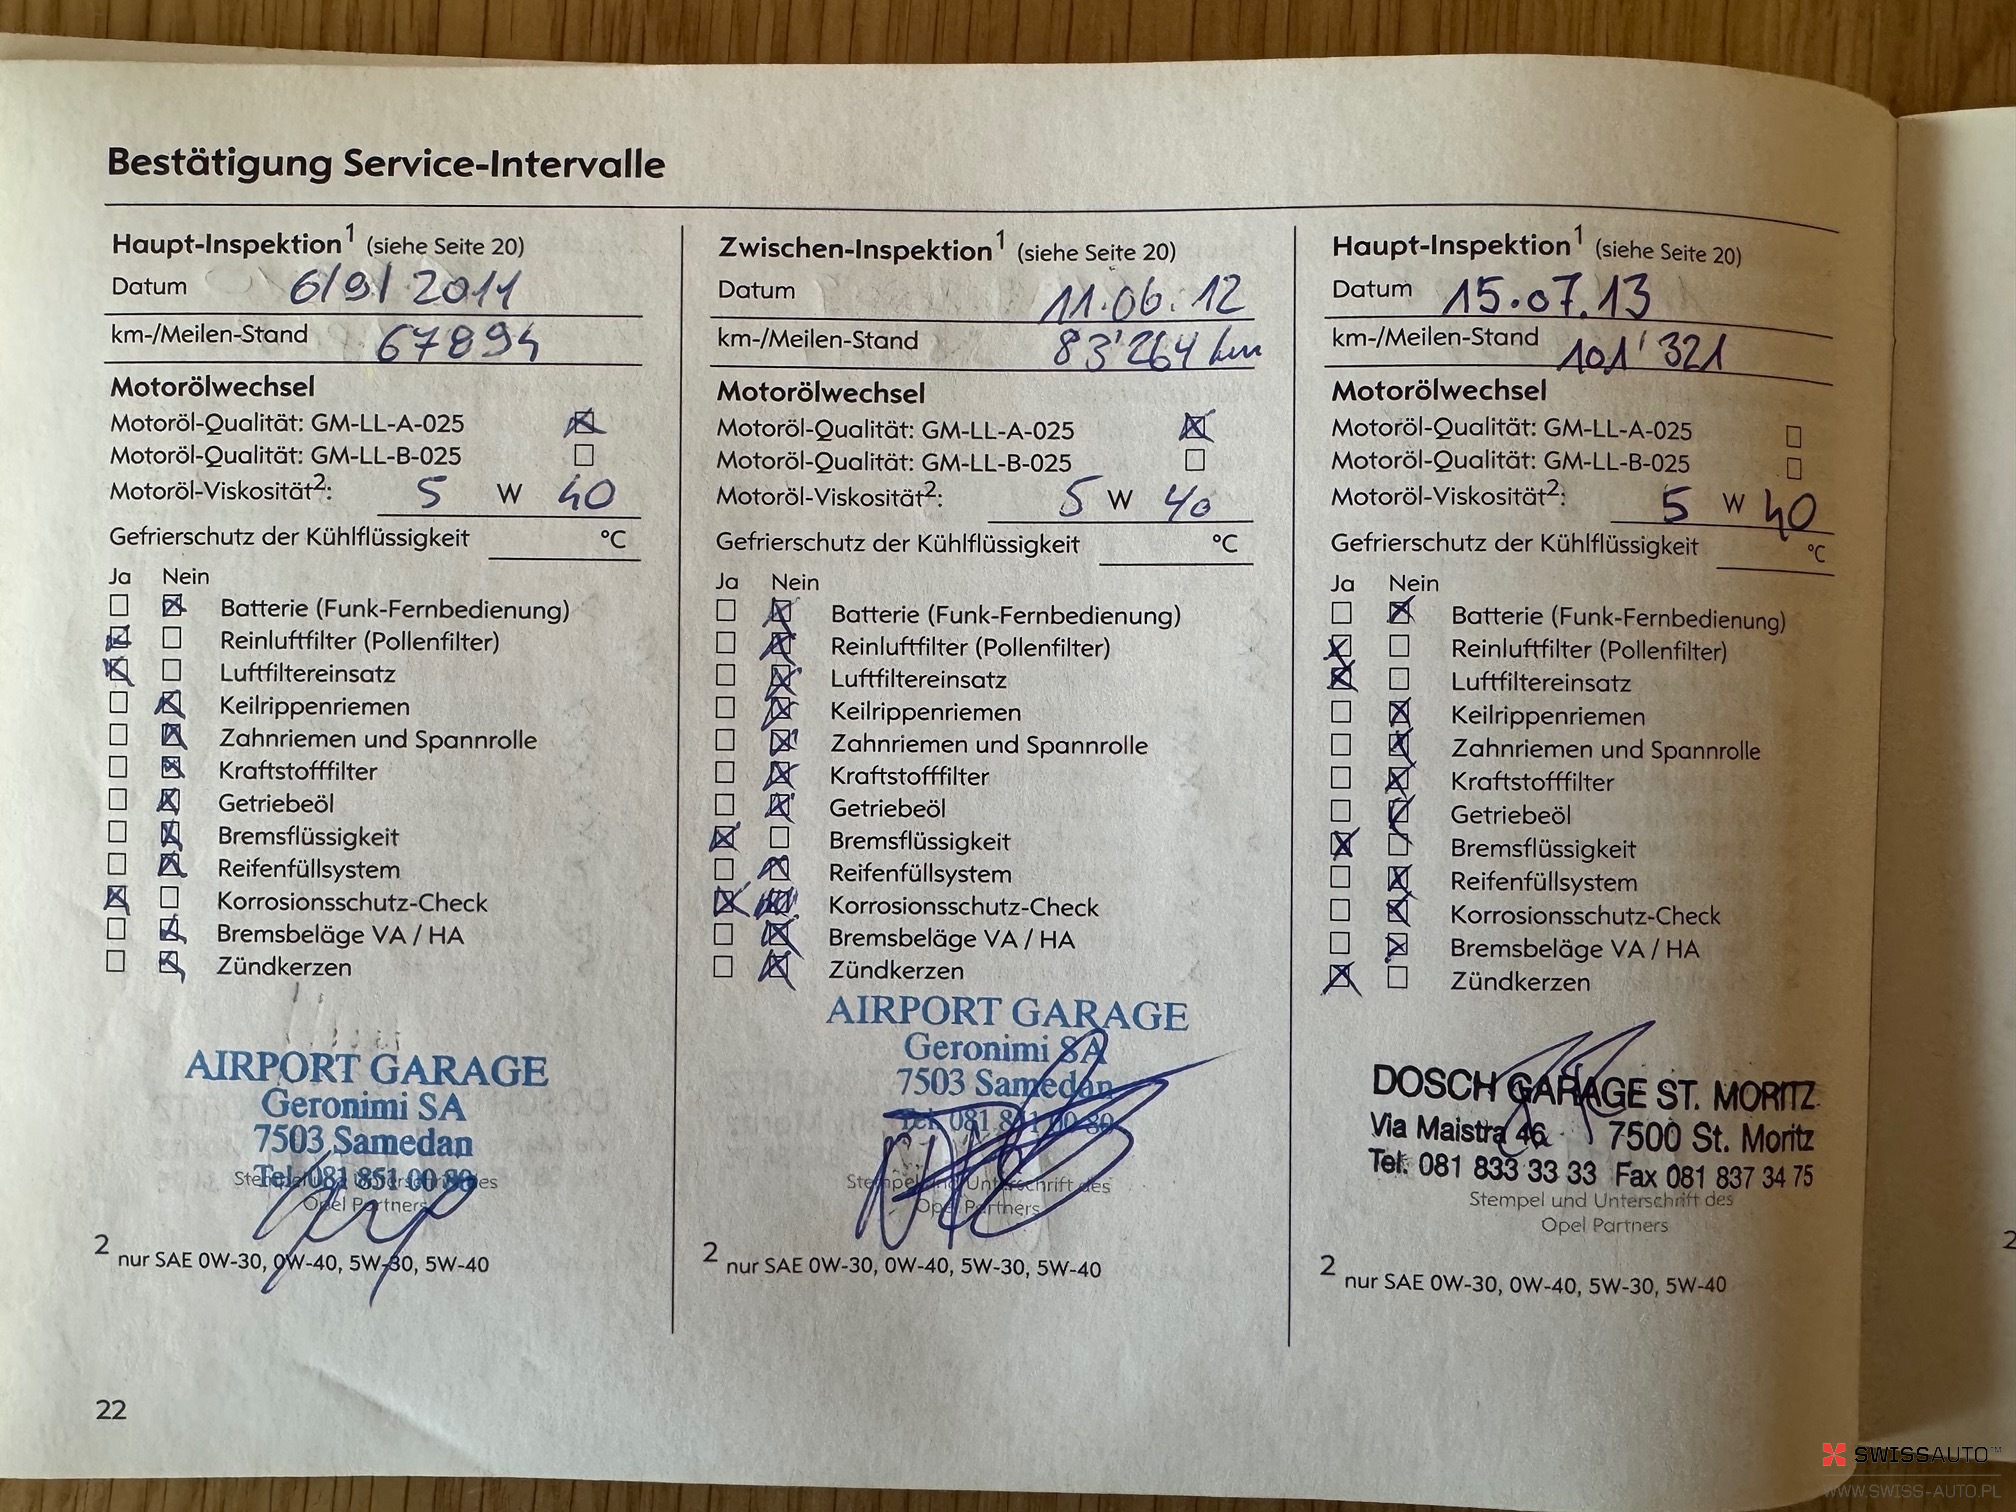 Bestätigung Service-Intervalle
Haupt-Inspektion¹ (siehe Seite 20)
Datum 6/9/2011
km-/Meilen-Stand 67894
Motorölwechsel
Motoröl-Qualität: GM-LL-A-025
Motoröl-Qualität: GM-LL-B-025
Motoröl-Viskosität²: 5 W 40
Gefrierschutz der Kühlflüssigkeit °C
Ja Nein
Batterie (Funk-Fernbedienung)
Reinluftfilter (Pollenfilter)
Luftfiltereinsatz
Keilrippenriemen
Zahnriemen und Spannrolle
Kraftstofffilter
Getriebeöl
Bremsflüssigkeit
Reifenfüllsystem
Korrosionsschutz-Check
Bremsbeläge VA / HA
Zündkerzen
AIRPORT GARAGE
Geronimi SA
7503 Samedan
Tel. 081 851 00 80
Stempel und Unterschrift des
Opel Partners
2 nur SAE 0W-30, 0W-40, 5W-30, 5W-40
Zwischen-Inspektion¹ (siehe Seite 20)
Datum 11.06.12
km-/Meilen-Stand 83'264 km
Motorölwechsel
Motoröl-Qualität: GM-LL-A-025
Motoröl-Qualität: GM-LL-B-025
Motoröl-Viskosität²: 5 W 40
Gefrierschutz der Kühlflüssigkeit °C
Ja Nein
Batterie (Funk-Fernbedienung)
Reinluftfilter (Pollenfilter)
Luftfiltereinsatz
Keilrippenriemen
Zahnriemen und Spannrolle
Kraftstofffilter
Getriebeöl
Bremsflüssigkeit
Reifenfüllsystem
Korrosionsschutz-Check
Bremsbeläge VA / HA
Zündkerzen
AIRPORT GARAGE
Geronimi SA
7503 Samedan
Tel. 081 851 00 80
Stempel und Unterschrift des
Opel Partners
2 nur SAE 0W-30, 0W-40, 5W-30, 5W-40
Haupt-Inspektion¹ (siehe Seite 20)
Datum 15.07.13
km-/Meilen-Stand 101'321
Motorölwechsel
Motoröl-Qualität: GM-LL-A-025
Motoröl-Qualität: GM-LL-B-025
Motoröl-Viskosität²: 5 W 40
Gefrierschutz der Kühlflüssigkeit °C
Ja Nein
Batterie (Funk-Fernbedienung)
Reinluftfilter (Pollenfilter)
Luftfiltereinsatz
Keilrippenriemen
Zahnriemen und Spannrolle
Kraftstofffilter
Getriebeöl
Bremsflüssigkeit
Reifenfüllsystem
Korrosionsschutz-Check
Bremsbeläge VA / HA
Zündkerzen
DOSCH GARAGE ST. MORITZ
Via Maistra 46 7500 St. Moritz
Tel. 081 833 33 33 Fax 081 837 34 75
Stempel und Unterschrift des
Opel Partners
2 nur SAE 0W-30, 0W-40, 5W-30, 5W-40
22
2
SWISSAUTO™
WWW.SWISS-AUTO.PL